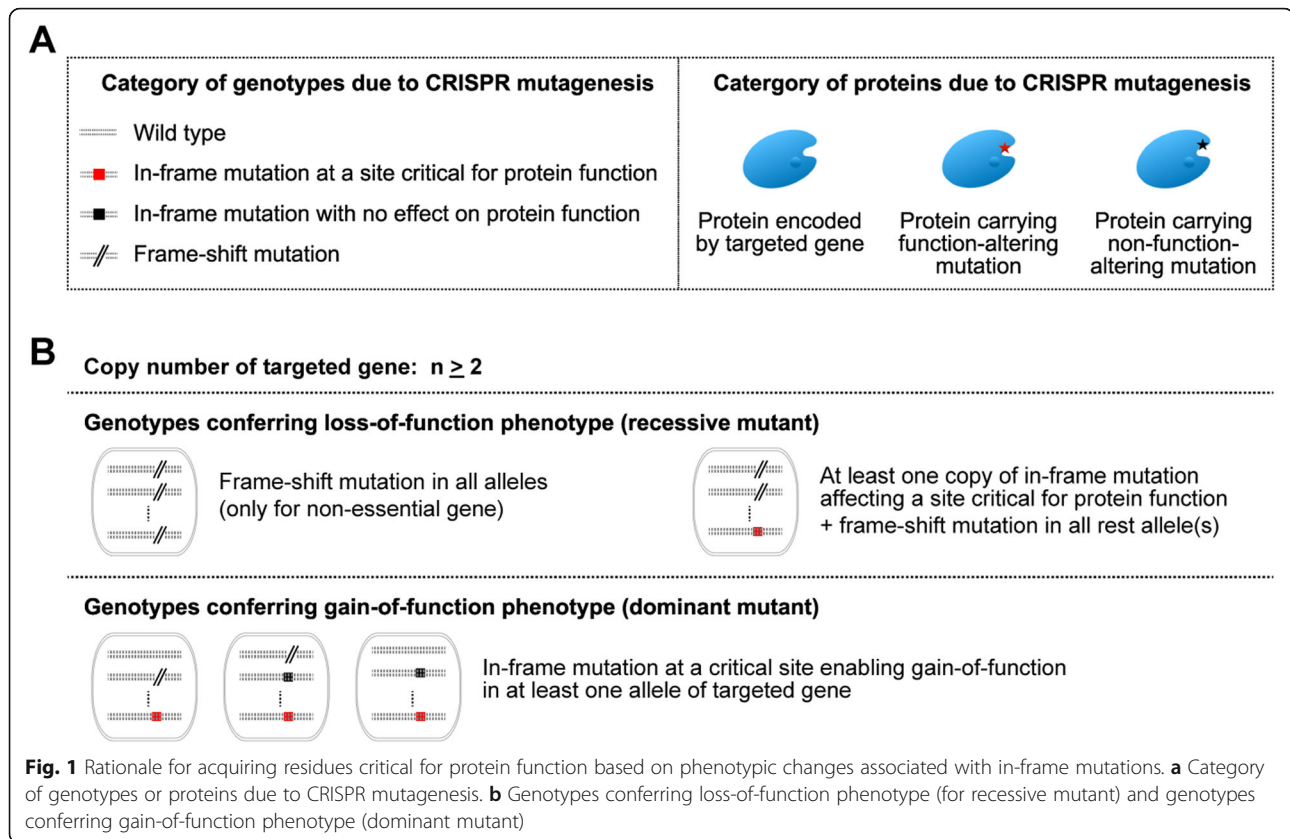 A
Category of genotypes due to CRISPR mutagenesis
Wild type
In-frame mutation at a site critical for protein function
In-frame mutation with no effect on protein function
Frame-shift mutation
Catergory of proteins due to CRISPR mutagenesis
Protein encoded
by targeted gene
Protein carrying
function-altering
mutation
Protein carrying
non-function-
altering mutation
B
Copy number of targeted gene: n ≥ 2
Genotypes conferring loss-of-function phenotype (recessive mutant)
Frame-shift mutation in all alleles
(only for non-essential gene)
At least one copy of in-frame mutation
affecting a site critical for protein function
+ frame-shift mutation in all rest allele(s)
Genotypes conferring gain-of-function phenotype (dominant mutant)
In-frame mutation at a critical site enabling gain-of-function
in at least one allele of targeted gene
Fig. 1 Rationale for acquiring residues critical for protein function based on phenotypic changes associated with in-frame mutations. a Category
of genotypes or proteins due to CRISPR mutagenesis. b Genotypes conferring loss-of-function phenotype (for recessive mutant) and genotypes
conferring gain-of-function phenotype (dominant mutant)